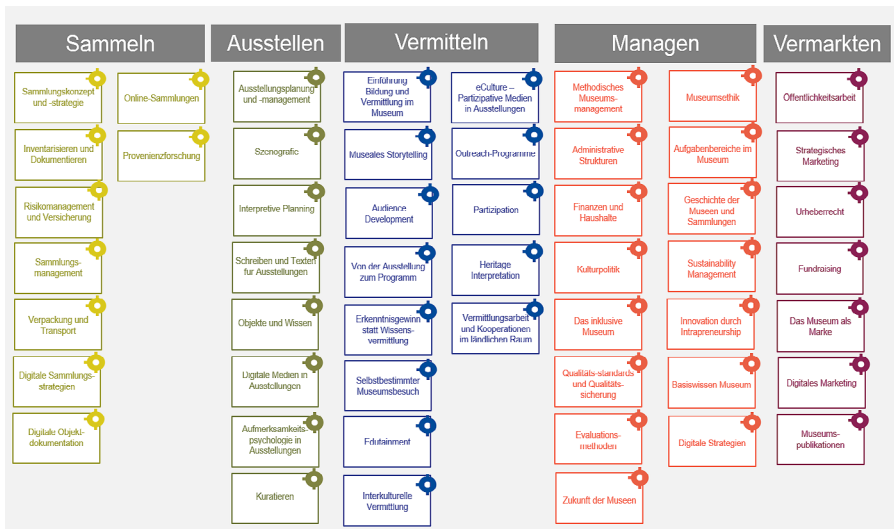 Sammeln
Sammlungskonzept
und -strategie
Online-Sammlungen
Inventarisieren und
Dokumentieren
Provenienzforschung
Risikomanagement
und Versicherung
Sammlungs-
management
Verpackung und
Transport
Digitale Sammlungs-
strategien
Digitale Objekt-
dokumentation
Ausstellen
Ausstellungsplanung
und -management
Szenografie
Interpretive Planning
Schreiben und Texten
für Ausstellungen
Objekte und Wissen
Digitale Medien in
Ausstellungen
Aufmerksamkeits-
psychologie in
Ausstellungen
Kuratieren
Vermitteln
Einführung
Bildung und
Vermittlung im
Museum
eCulture –
Partizipative Medien
in Ausstellungen
Museales Storytelling
Outreach-Programme
Audience
Development
Partizipation
Von der Ausstellung
zum Programm
Heritage
Interpretation
Erkenntnisgewinn
statt Wissens-
vermittlung
Vermittlungsarbeit
und Kooperationen
im ländlichen Raum
Selbstbestimmter
Museumsbesuch
Edutainment
Interkulturelle
Vermittlung
Managen
Methodisches
Museums-
management
Museumsethik
Administrative
Strukturen
Aufgabenbereiche im
Museum
Finanzen und
Haushalte
Geschichte der
Museen und
Sammlungen
Kulturpolitik
Sustainability
Management
Das inklusive
Museum
Innovation durch
Intrapreneurship
Qualitäts-standards
und Qualitäts-
sicherung
Basiswissen Museum
Evaluations-
methoden
Digitale Strategien
Zukunft der Museen
Vermarkten
Öffentlichkeitsarbeit
Strategisches
Marketing
Urheberrecht
Fundraising
Das Museum als
Marke
Digitales Marketing
Museums-
publikationen